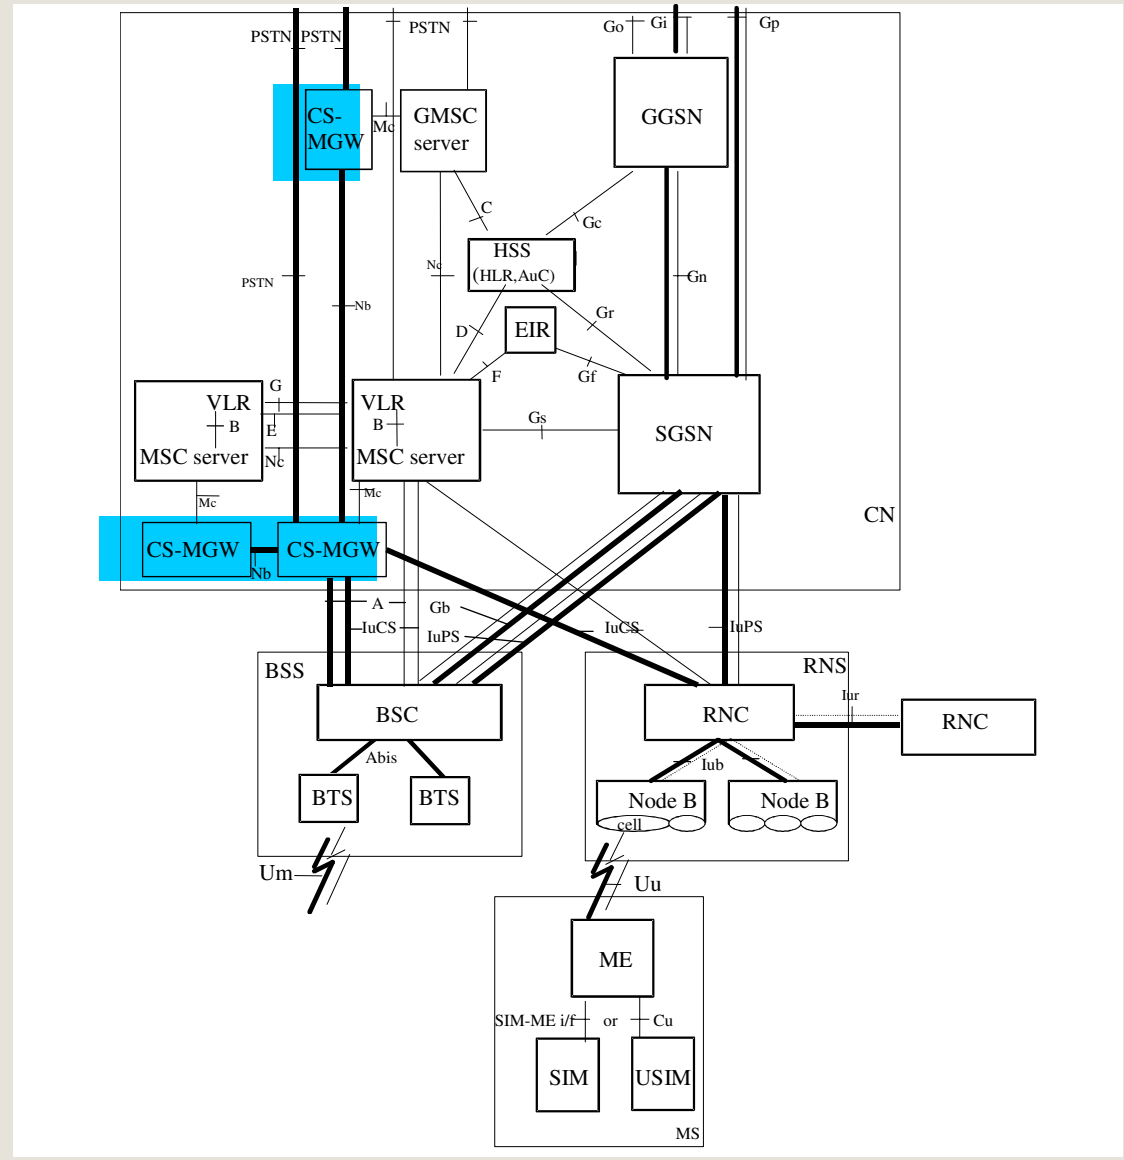 PSTN PSTN PSTN Go Gi Gp
CS-
MGW
Mc
GMSC
server
GGSN
C
Gc
HSS
(HLR,AuC)
Nc
PSTN
Gn
Nb
D
EIR
Gr
F
Gf
G
VLR
B
E
MSC server
Nc
VLR
B
MSC server
Gs
SGSN
Mc
Mc
CN
CS-MGW
Nb
CS-MGW
A
Gb
IuCS
IuPS
IuCS
IuPS
BSS
RNS
BSC
RNC
Iur
RNC
Abis
Iub
BTS
BTS
Node B
cell
Node B
Um
Uu
ME
SIM-ME i/f or Cu
SIM
USIM
MS